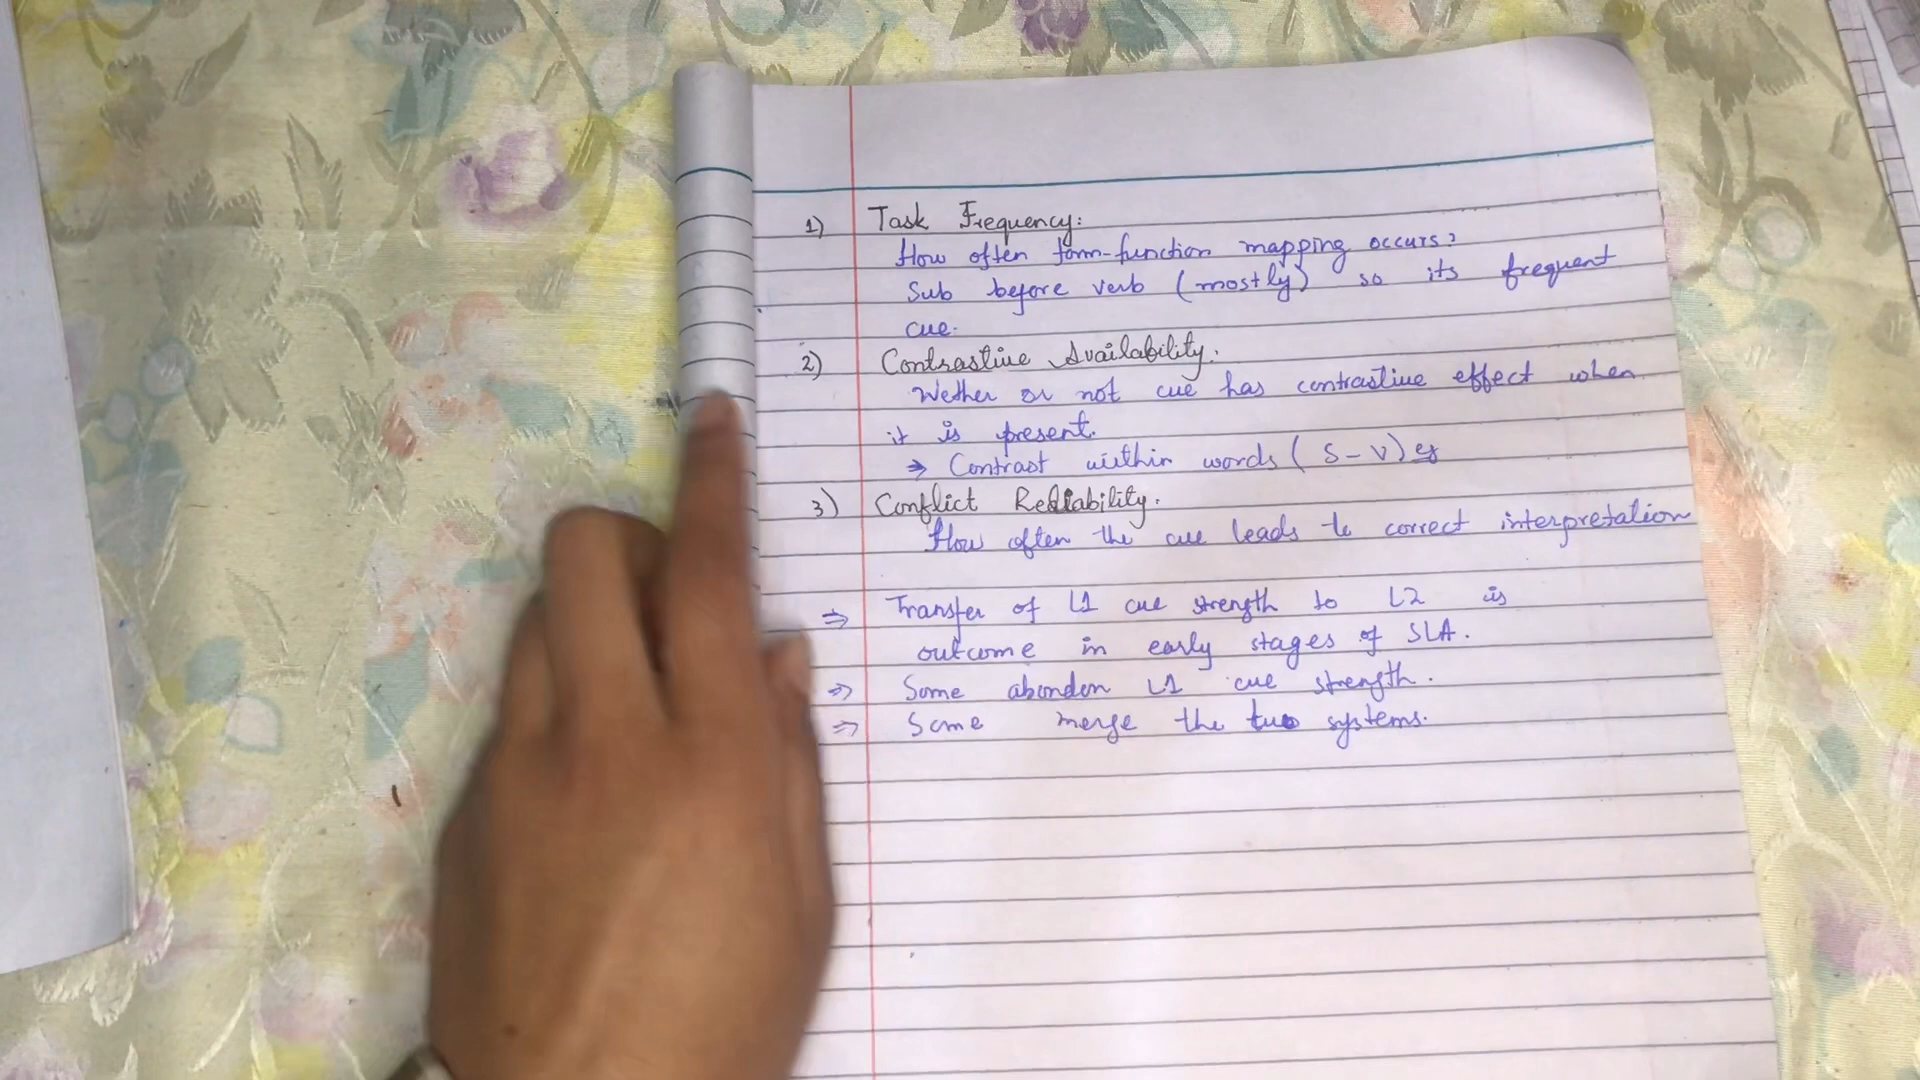 1) Task Frequency:
How often form-function mapping occurs?
Sub before verb (mostly) so its frequent
cue.
2) Contrastive Availability.
Wether or not cue has contrastive effect when
it is present.
→ Contrast within words (S-V)
3) Conflict Reliability.
How often the cue leads to correct interpretation
⇒ Transfer of L1 cue strength to L2 is
outcome in early stages of SLA.
⇒ Some abonden L1 cue strength.
⇒ Some merge the two systems.